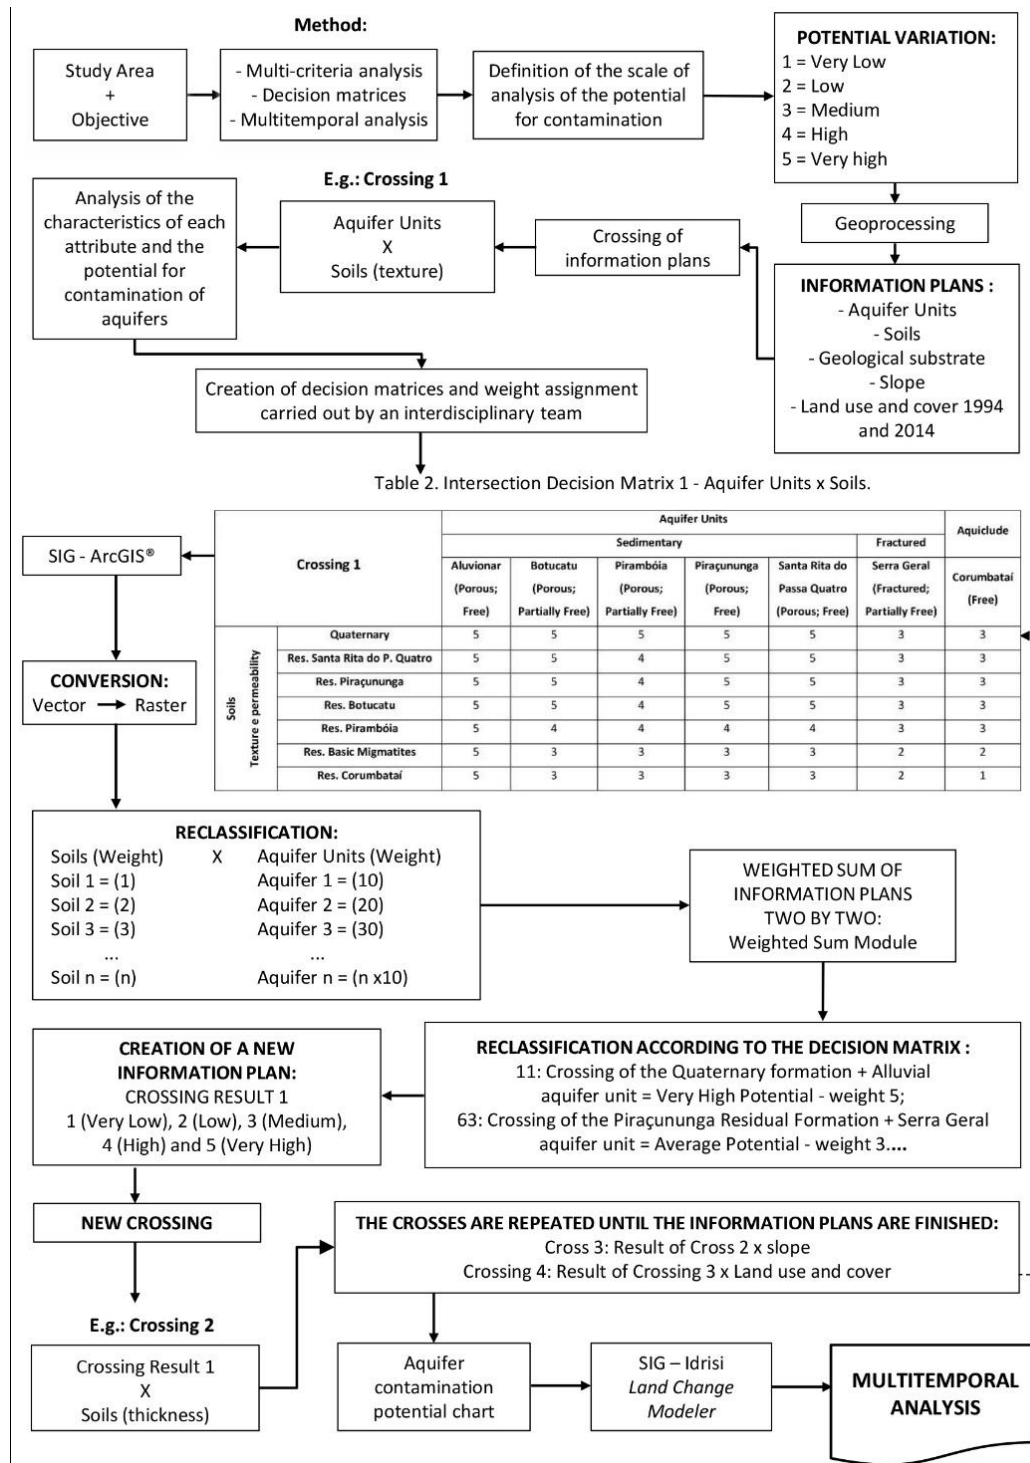 Method:
Study Area
+
Objective
- Multi-criteria analysis
- Decision matrices
- Multitemporal analysis
Definition of the scale of
analysis of the potential
for contamination
POTENTIAL VARIATION:
1 = Very Low
2 = Low
3 = Medium
4 = High
5 = Very high
Geoprocessing
INFORMATION PLANS :
- Aquifer Units
- Soils
- Geological substrate
- Slope
- Land use and cover 1994
and 2014
Crossing of
information plans
E.g.: Crossing 1
Aquifer Units
X
Soils (texture)
Analysis of the
characteristics of each
attribute and the
potential for
contamination of
aquifers
Creation of decision matrices and weight assignment
carried out by an interdisciplinary team
Table 2. Intersection Decision Matrix 1 - Aquifer Units x Soils.
Crossing 1
Aquifer Units
Aquiclude
Sedimentary
Fractured
Aluvionar (Porous; Free)
Botucatu (Porous; Partially Free)
Pirambóia (Porous; Partially Free)
Piraçununga (Porous; Free)
Santa Rita do Passa Quatro (Porous; Free)
Serra Geral (Fractured; Partially Free)
Corumbataí (Free)
Soils
Texture e permeability
Quaternary 5 5 5 5 5 3 3
Res. Santa Rita do P. Quatro 5 5 4 5 5 3 3
Res. Piraçununga 5 5 4 5 5 3 3
Res. Botucatu 5 5 4 5 5 3 3
Res. Pirambóia 5 4 4 4 4 3 3
Res. Basic Migmatites 5 3 3 3 3 2 2
Res. Corumbataí 5 3 3 3 3 2 1
SIG - ArcGIS®
CONVERSION:
Vector → Raster
RECLASSIFICATION:
Soils (Weight) X Aquifer Units (Weight)
Soil 1 = (1) Aquifer 1 = (10)
Soil 2 = (2) Aquifer 2 = (20)
Soil 3 = (3) Aquifer 3 = (30)
... ...
Soil n = (n) Aquifer n = (n x10)
WEIGHTED SUM OF
INFORMATION PLANS
TWO BY TWO:
Weighted Sum Module
RECLASSIFICATION ACCORDING TO THE DECISION MATRIX :
11: Crossing of the Quaternary formation + Alluvial
aquifer unit = Very High Potential - weight 5;
63: Crossing of the Piraçununga Residual Formation + Serra Geral
aquifer unit = Average Potential - weight 3....
CREATION OF A NEW
INFORMATION PLAN:
CROSSING RESULT 1
1 (Very Low), 2 (Low), 3 (Medium),
4 (High) and 5 (Very High)
NEW CROSSING
E.g.: Crossing 2
Crossing Result 1
X
Soils (thickness)
THE CROSSES ARE REPEATED UNTIL THE INFORMATION PLANS ARE FINISHED:
Cross 3: Result of Cross 2 x slope
Crossing 4: Result of Crossing 3 x Land use and cover
Aquifer
contamination
potential chart
SIG – Idrisi
Land Change
Modeler
MULTITEMPORAL
ANALYSIS